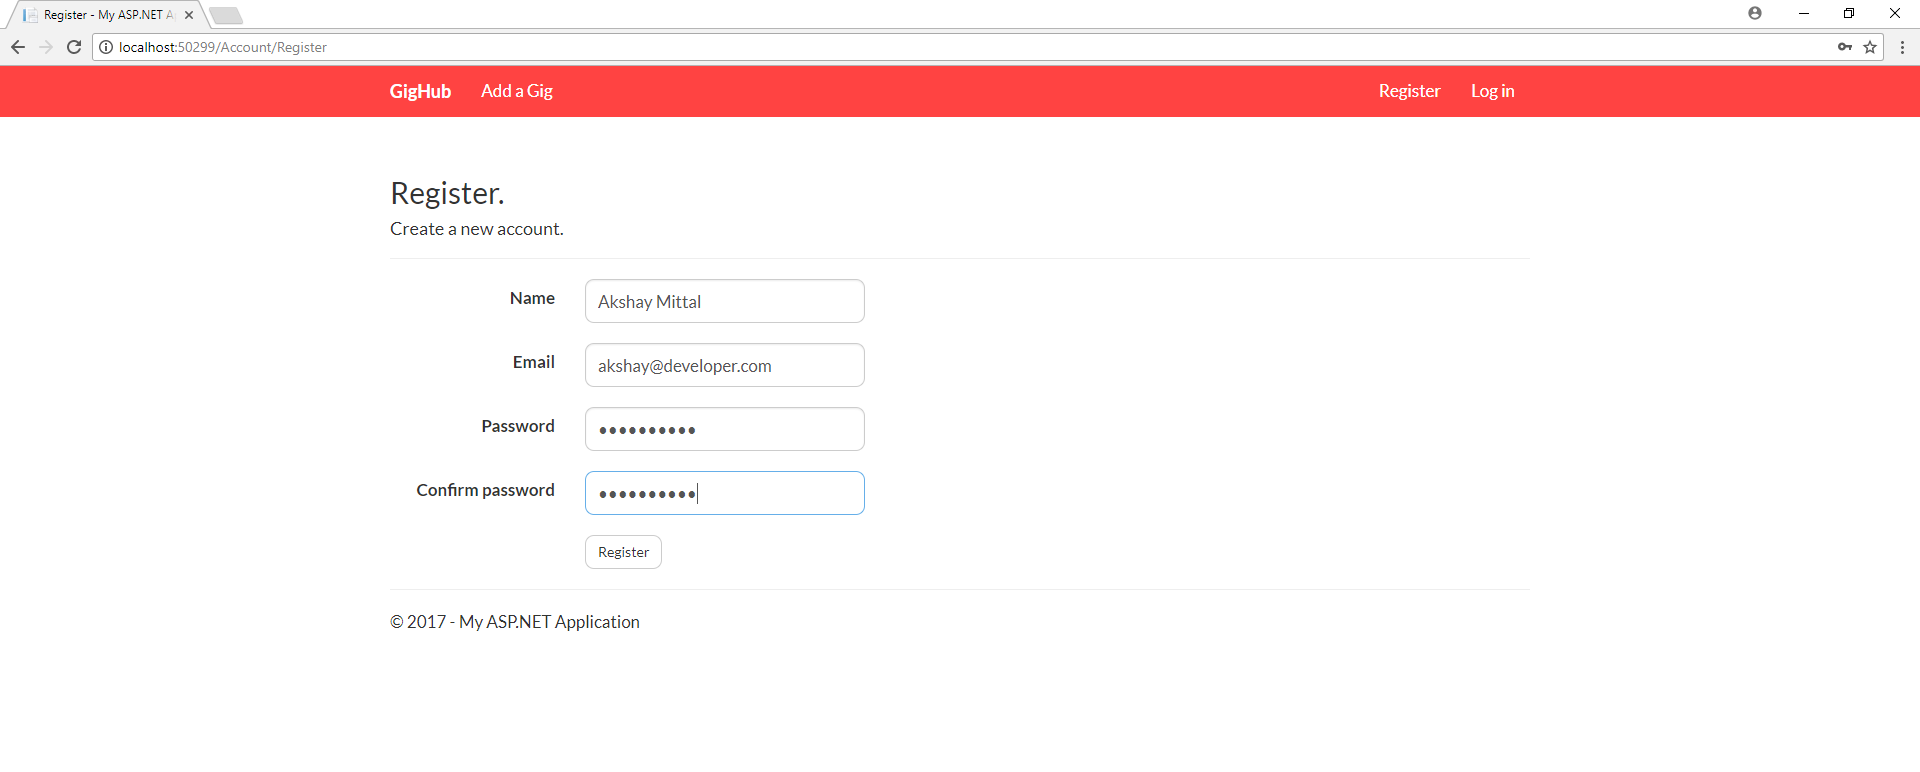 Register - My ASP.NET A
localhost:50299/Account/Register
GigHub Add a Gig Register Log in
Register.
Create a new account.
Name Akshay Mittal
Email akshay@developer.com
Password ••••••••••
Confirm password ••••••••••
Register
© 2017 - My ASP.NET Application